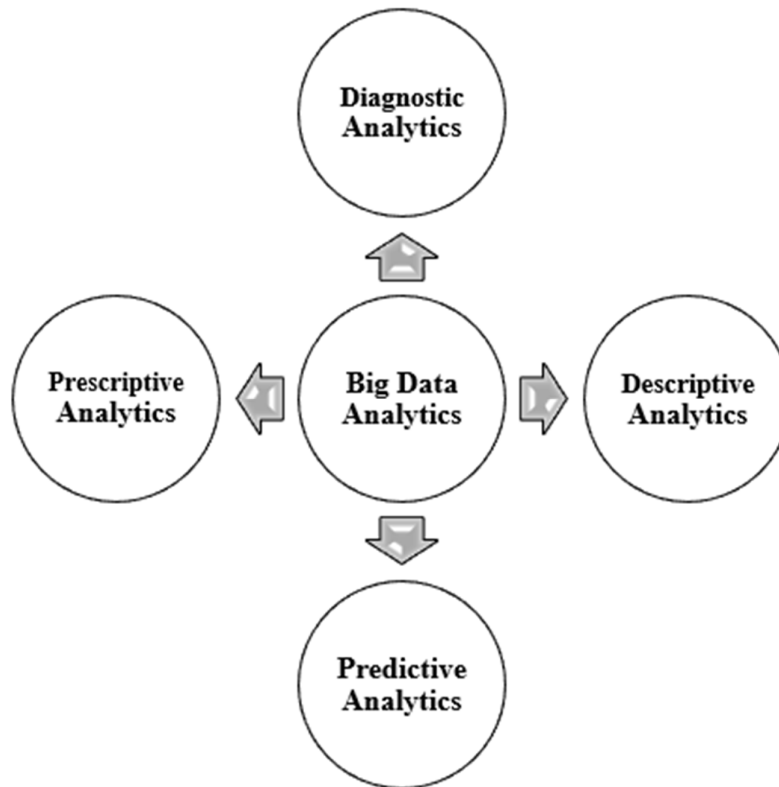 Diagnostic
Analytics
Prescriptive
Analytics
Big Data
Analytics
Descriptive
Analytics
Predictive
Analytics